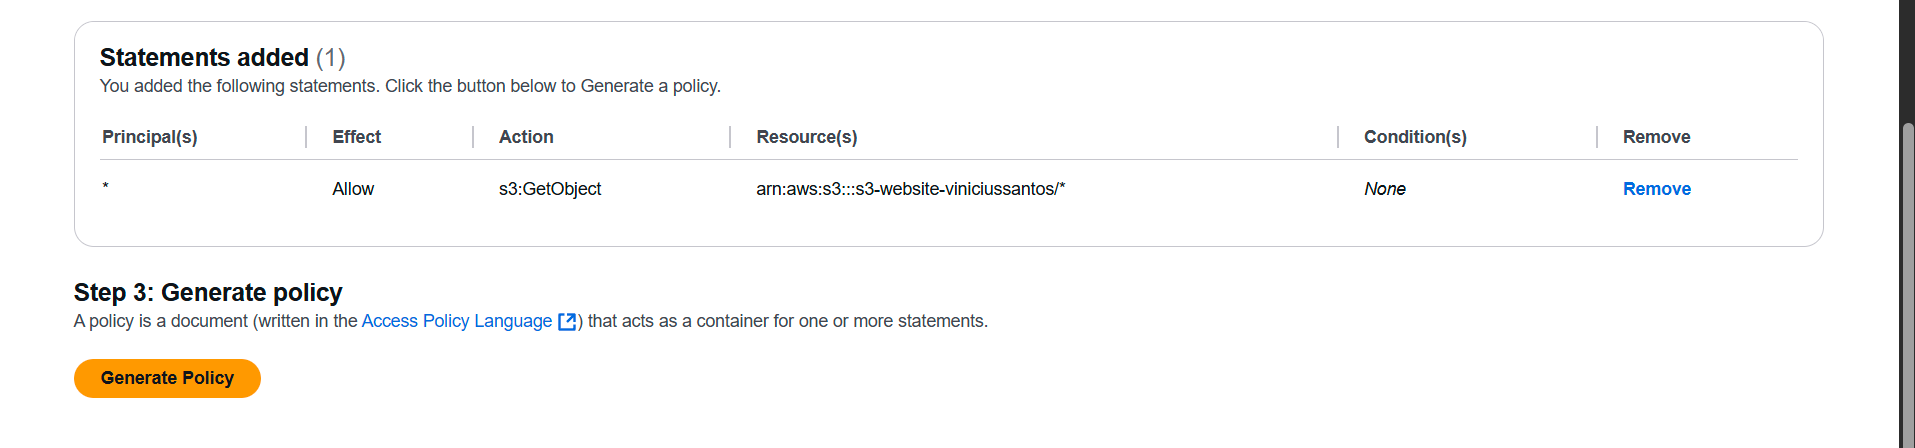 Statements added (1)
You added the following statements. Click the button below to Generate a policy.
Principal(s) Effect Action Resource(s) Condition(s) Remove
* Allow s3:GetObject arn:aws:s3:::s3-website-viniciussantos/* None Remove
Step 3: Generate policy
A policy is a document (written in the Access Policy Language ) that acts as a container for one or more statements.
Generate Policy